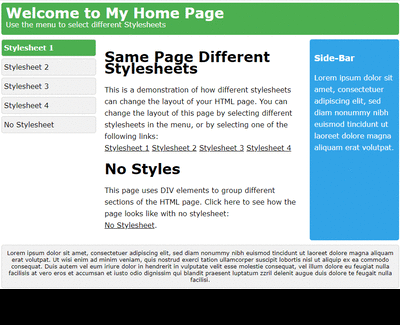 Welcome to My Home Page
Use the menu to select different Stylesheets
Stylesheet 1
Stylesheet 2
Stylesheet 3
Stylesheet 4
No Stylesheet
Same Page Different
Stylesheets
This is a demonstration of how different stylesheets
can change the layout of your HTML page. You can
change the layout of this page by selecting different
stylesheets in the menu, or by selecting one of the
following links:
Stylesheet 1 Stylesheet 2 Stylesheet 3 Stylesheet 4
No Styles
This page uses DIV elements to group different
sections of the HTML page. Click here to see how the
page looks like with no stylesheet:
No Stylesheet.
Side-Bar
Lorem ipsum dolor sit
amet, consectetuer
adipiscing elit, sed
diam nonummy nibh
euismod tincidunt ut
laoreet dolore magna
aliquam erat volutpat.
Lorem ipsum dolor sit amet, consectetuer adipiscing elit, sed diam nonummy nibh euismod tincidunt ut laoreet dolore magna aliquam
erat volutpat. Ut wisi enim ad minim veniam, quis nostrud exerci tation ullamcorper suscipit lobortis nisl ut aliquip ex ea commodo
consequat. Duis autem vel eum iriure dolor in hendrerit in vulputate velit esse molestie consequat, vel illum dolore eu feugiat nulla
facilisis at vero eros et accumsan et iusto odio dignissim qui blandit praesent luptatum zzril delenit augue duis dolore te feugait nulla
facilisi.